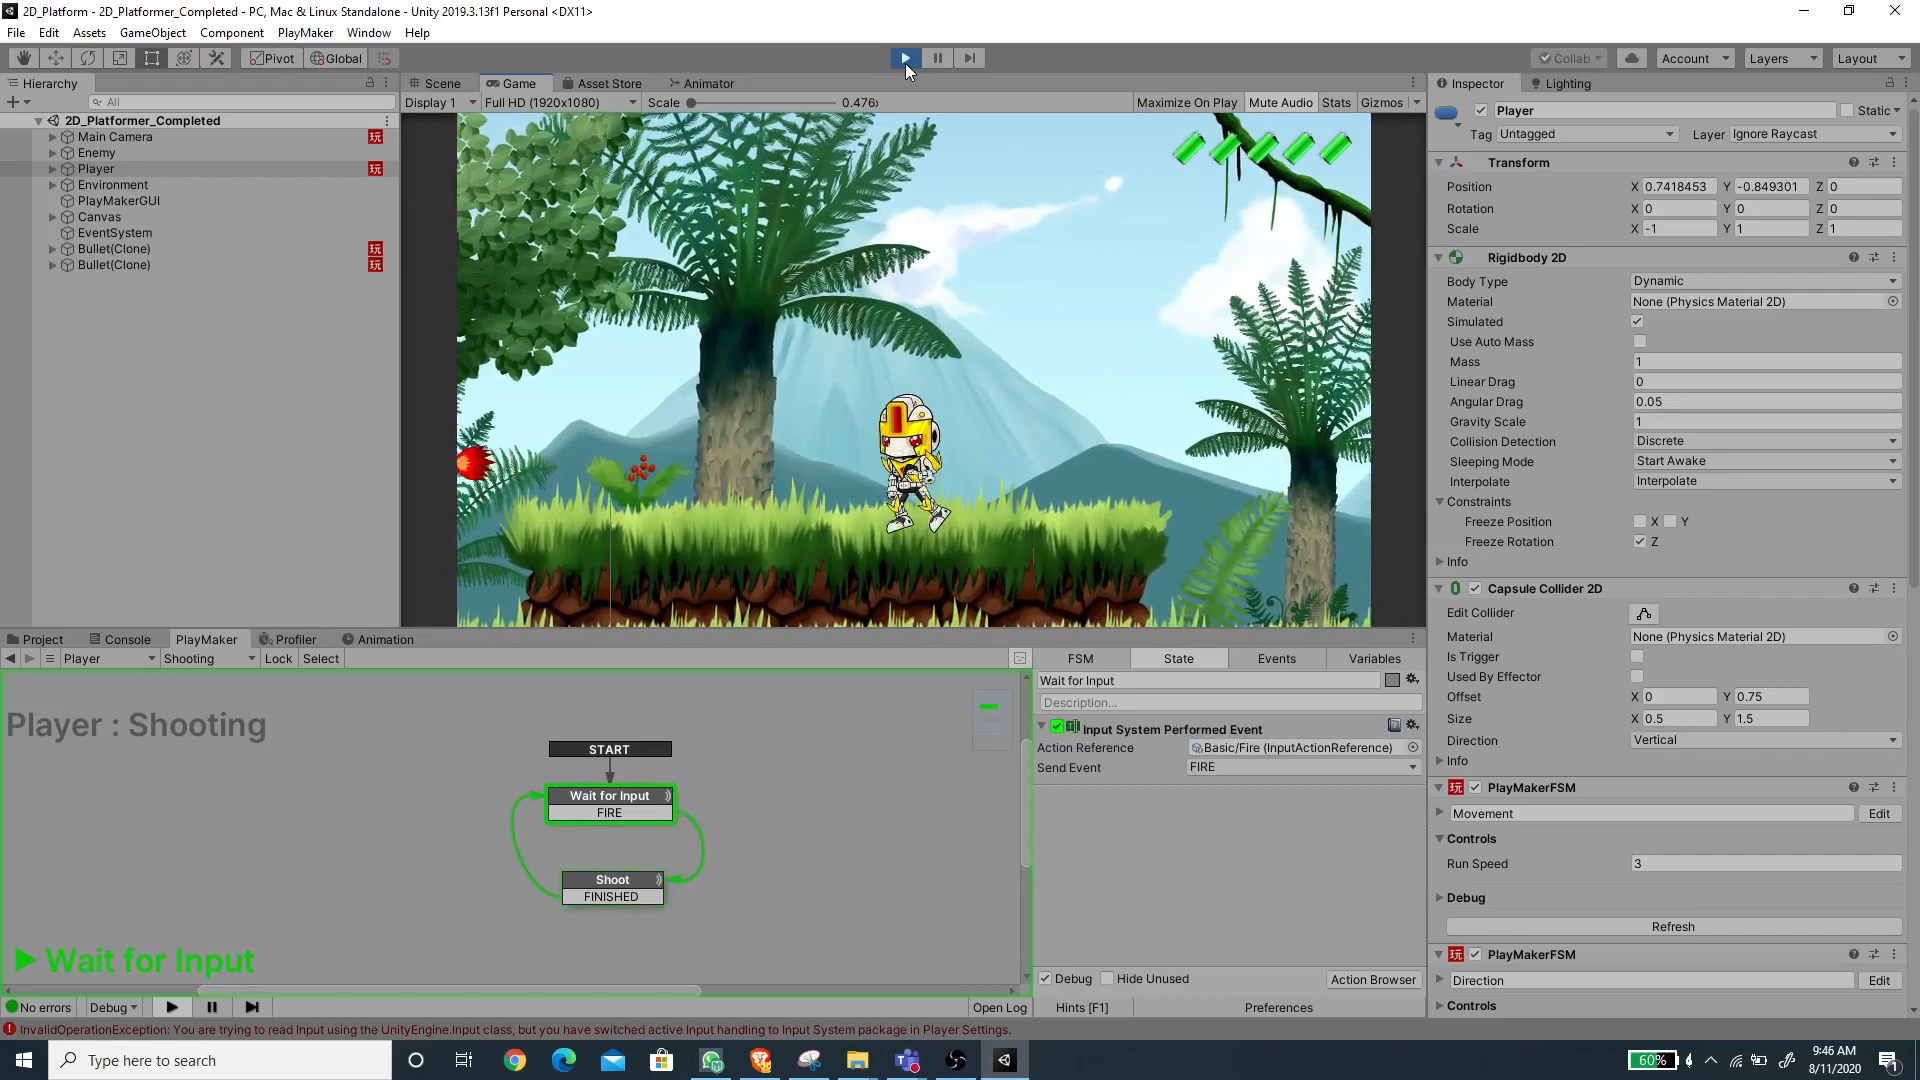 2D_Platform - 2D_Platformer_Completed - PC, Mac & Linux Standalone - Unity 2019.3.13f1 Personal <DX11>
File Edit Assets GameObject Component PlayMaker Window Help
Pivot Global Collab Account Layers Layout
Hierarchy
All
2D_Platformer_Completed
Main Camera 玩
Enemy
Player 玩
Environment
PlayMakerGUI
Canvas
EventSystem
Bullet(Clone) 玩
Bullet(Clone) 玩
Scene Game Asset Store Animator
Display 1 Full HD (1920x1080) Scale 0.476x Maximize On Play Mute Audio Stats Gizmos
Inspector Lighting
Player Static
Tag Untagged Layer Ignore Raycast
Transform
Position X 0.7418453 Y -0.849301 Z 0
Rotation X 0 Y 0 Z 0
Scale X -1 Y 1 Z 1
Rigidbody 2D
Body Type Dynamic
Material None (Physics Material 2D)
Simulated
Use Auto Mass
Mass 1
Linear Drag 0
Angular Drag 0.05
Gravity Scale 1
Collision Detection Discrete
Sleeping Mode Start Awake
Interpolate Interpolate
Constraints
Freeze Position X Y
Freeze Rotation Z
Info
Capsule Collider 2D
Edit Collider
Material None (Physics Material 2D)
Is Trigger
Used By Effector
Offset X 0 Y 0.75
Size X 0.5 Y 1.5
Direction Vertical
Info
玩 PlayMakerFSM
Movement Edit
Controls
Run Speed 3
Debug
Refresh
玩 PlayMakerFSM
Direction Edit
Controls
Project Console PlayMaker Profiler Animation
Player Shooting Lock Select
Player : Shooting
START
Wait for Input
FIRE
Shoot
FINISHED
Wait for Input
No errors Debug Open Log
FSM State Events Variables
Wait for Input
Description...
Input System Performed Event
Action Reference Basic/Fire (InputActionReference)
Send Event FIRE
Debug Hide Unused Action Browser
Hints [F1] Preferences
InvalidOperationException: You are trying to read Input using the UnityEngine.Input class, but you have switched active Input handling to Input System package in Player Settings.
Type here to search
60%
9:46 AM
8/11/2020
1